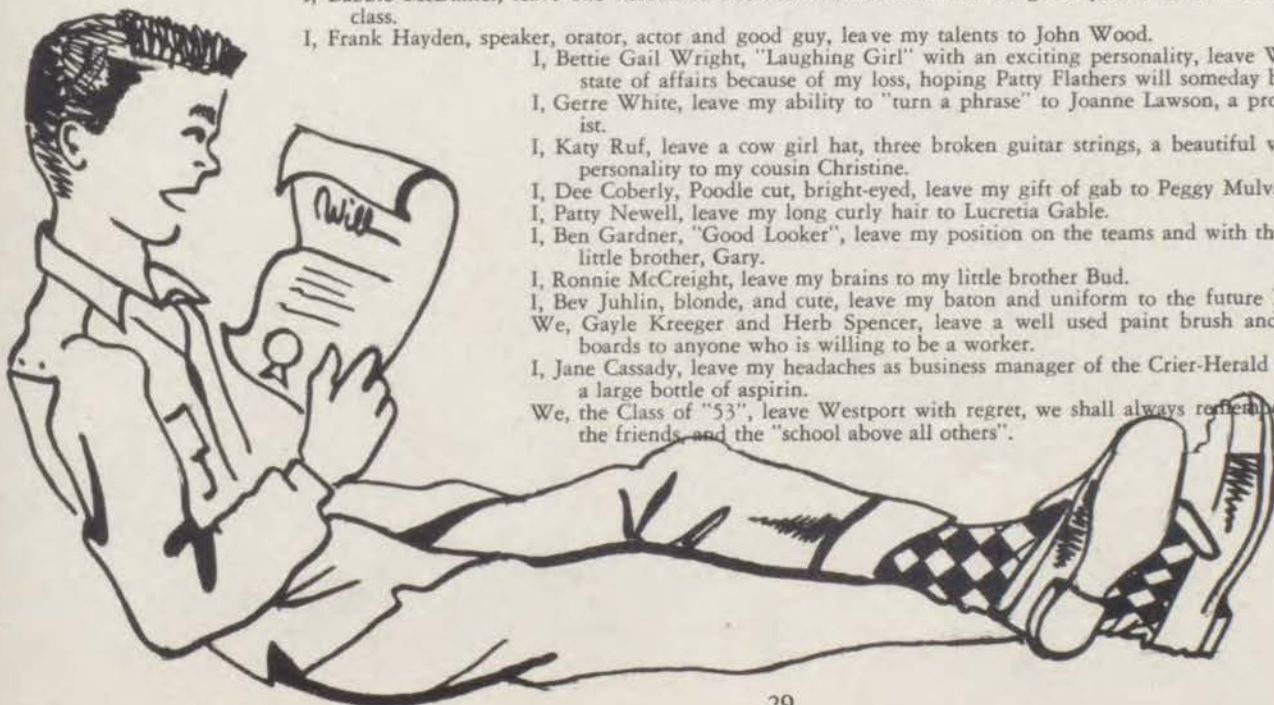 class.
I, Frank Hayden, speaker, orator, actor and good guy, leave my talents to John Wood.
I, Bettie Gail Wright, "Laughing Girl" with an exciting personality, leave
state of affairs because of my loss, hoping Patty Flathers will someday
I, Gerre White, leave my ability to "turn a phrase" to Joanne Lawson, a
ist.
I, Katy Ruf, leave a cow girl hat, three broken guitar strings, a beautiful
personality to my cousin Christine.
I, Dee Coberly, Poodle cut, bright-eyed, leave my gift of gab to Peggy
I, Patty Newell, leave my long curly hair to Lucretia Gable.
I, Ben Gardner, "Good Looker", leave my position on the teams and with
little brother, Gary.
I, Ronnie McCreight, leave my brains to my little brother Bud.
I, Bev Juhlin, blonde, and cute, leave my baton and uniform to the future
We, Gayle Kreeger and Herb Spencer, leave a well used paint brush and
boards to anyone who is willing to be a worker.
I, Jane Cassady, leave my headaches as business manager of the Crier-Herald
a large bottle of aspirin.
We, the Class of "53", leave Westport with regret, we shall always
the friends, and the "school above all others".
Will
29